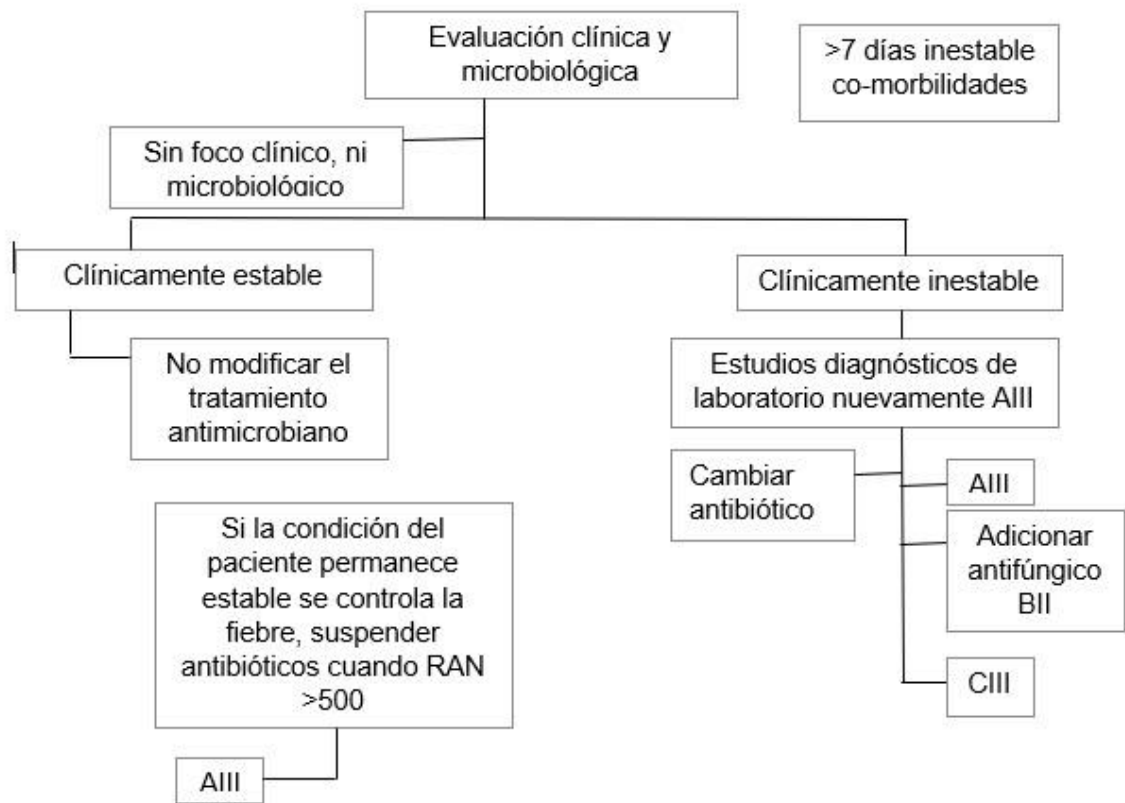 Evaluación clínica y
microbiológica
>7 días inestable
co-morbilidades
Sin foco clínico, ni
microbiológico
Clínicamente estable
Clínicamente inestable
No modificar el
tratamiento
antimicrobiano
Estudios diagnósticos de
laboratorio nuevamente AIII
Cambiar
antibiótico
AIII
Adicionar
antifúngico
BII
CIII
Si la condición del
paciente permanece
estable se controla la
fiebre, suspender
antibióticos cuando RAN
>500
AIII